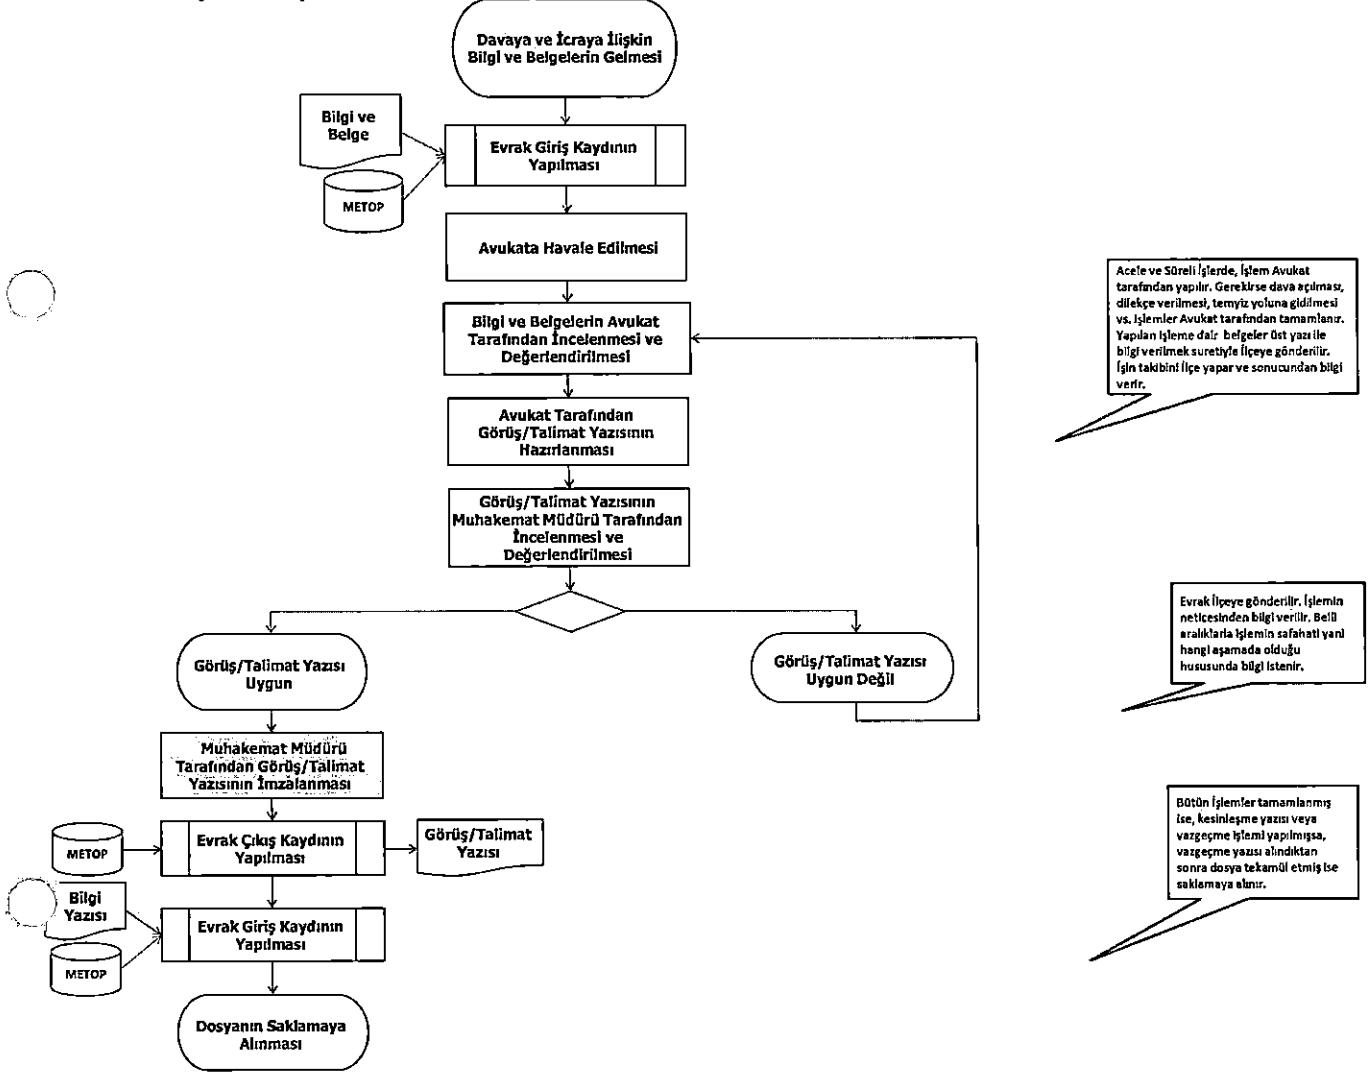 Davaya ve İcraya İlişkin
Bilgi ve Belgelerin Gelmesi
Bilgi ve
Belge
Evrak Giriş Kaydının
Yapılması
METOP
Avukata Havale Edilmesi
Bilgi ve Belgelerin Avukat
Tarafından İncelenmesi ve
Değerlendirilmesi
Avukat Tarafından
Görüş/Talimat Yazısının
Hazırlanması
Görüş/Talimat Yazısının
Muhakemat Müdürü Tarafından
İncelenmesi ve
Değerlendirilmesi
Görüş/Talimat Yazısı
Uygun
Görüş/Talimat Yazısı
Uygun Değil
Muhakemat Müdürü
Tarafından Görüş/Talimat
Yazısının İmzalanması
METOP
Evrak Çıkış Kaydının
Yapılması
Görüş/Talimat
Yazısı
Bilgi
Yazısı
METOP
Evrak Giriş Kaydının
Yapılması
Dosyanın Saklamaya
Alınması
Acele ve Süreli İşlerde, İşlem Avukat
tarafından yapılır. Gerekirse dava açılması,
dilekçe verilmesi, temyiz yoluna gidilmesi
vs. işlemler Avukat tarafından tamamlanır.
Yapılan işleme dair belgeler üst yazı ile
bilgi verilmek suretiyle İlçeye gönderilir.
İşin takibini İlçe yapar ve sonucundan bilgi
verir.
Evrak İlçeye gönderilir. İşlemin
neticesinden bilgi verilir. Belli
aralıklarla işlemin safahati yani
hangi aşamada olduğu
hususunda bilgi istenir.
Bütün İşlemler tamamlanmış
ise, kesinleşme yazısı veya
vazgeçme işlemi yapılmışsa,
vazgeçme yazısı alındıktan
sonra dosya tekamül etmiş ise
saklamaya alınır.